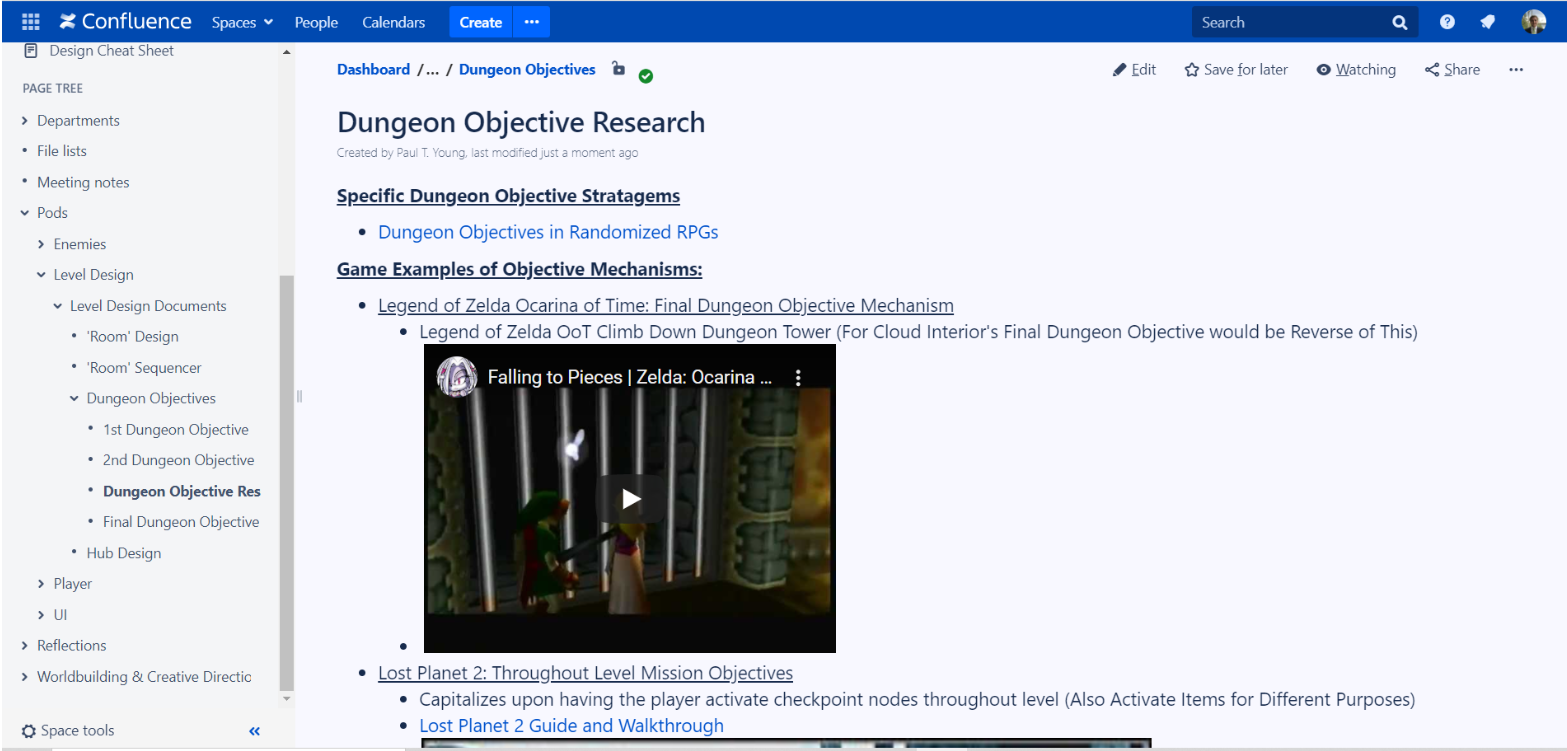 Confluence Spaces People Calendars Create ··· Search
Design Cheat Sheet
PAGE TREE
Departments
File lists
Meeting notes
Pods
Enemies
Level Design
Level Design Documents
'Room' Design
'Room' Sequencer
Dungeon Objectives
1st Dungeon Objective
2nd Dungeon Objective
Dungeon Objective Res
Final Dungeon Objective
Hub Design
Player
UI
Reflections
Worldbuilding & Creative Directio
Space tools
Dashboard /... / Dungeon Objectives
Edit Save for later Watching Share ···
Dungeon Objective Research
Created by Paul T. Young, last modified just a moment ago
Specific Dungeon Objective Stratagems
• Dungeon Objectives in Randomized RPGs
Game Examples of Objective Mechanisms:
• Legend of Zelda Ocarina of Time: Final Dungeon Objective Mechanism
• Legend of Zelda OoT Climb Down Dungeon Tower (For Cloud Interior's Final Dungeon Objective would be Reverse of This)
Falling to Pieces | Zelda: Ocarina ...
• Lost Planet 2: Throughout Level Mission Objectives
• Capitalizes upon having the player activate checkpoint nodes throughout level (Also Activate Items for Different Purposes)
• Lost Planet 2 Guide and Walkthrough